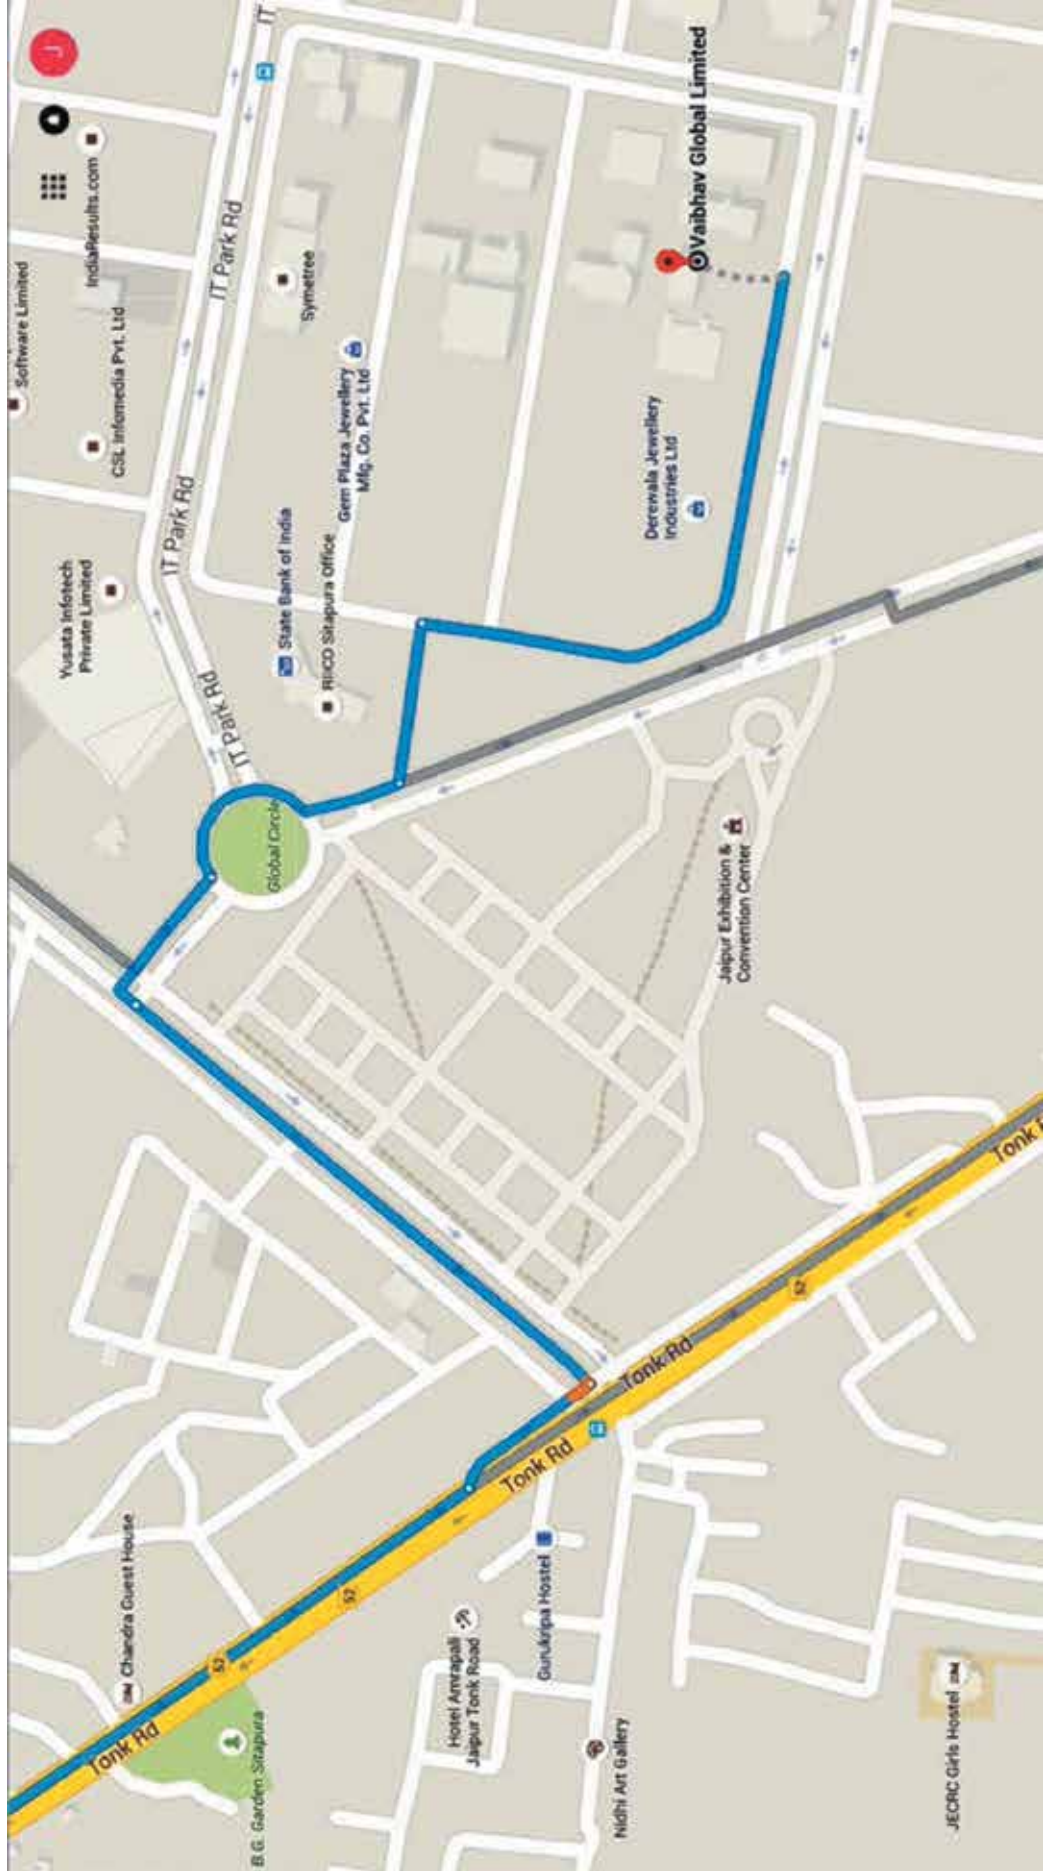 J
Software Limited
IndiaResults.com
CSL Infomedia Pvt. Ltd
Yusata Infotech
Private Limited
IT
IT Park Rd
IT Park Rd
IT Park Rd
Symetree
Gem Plaza Jewellery
Mfg. Co. Pvt. Ltd
State Bank of India
RIICO Sitapura Office
Global Circle
Vaibhav Global Limited
Derewala Jewellery
Industries Ltd
Jaipur Exhibition &
Convention Center
Chandra Guest House
Tonk Rd
52
52
Tonk Rd
Tonk Rd
52
Tonk
B.G. Garden Sitapura
Hotel Amrapali
Jaipur Tonk Road
Gurukripa Hostel
Nidhi Art Gallery
JECRC Girls Hostel